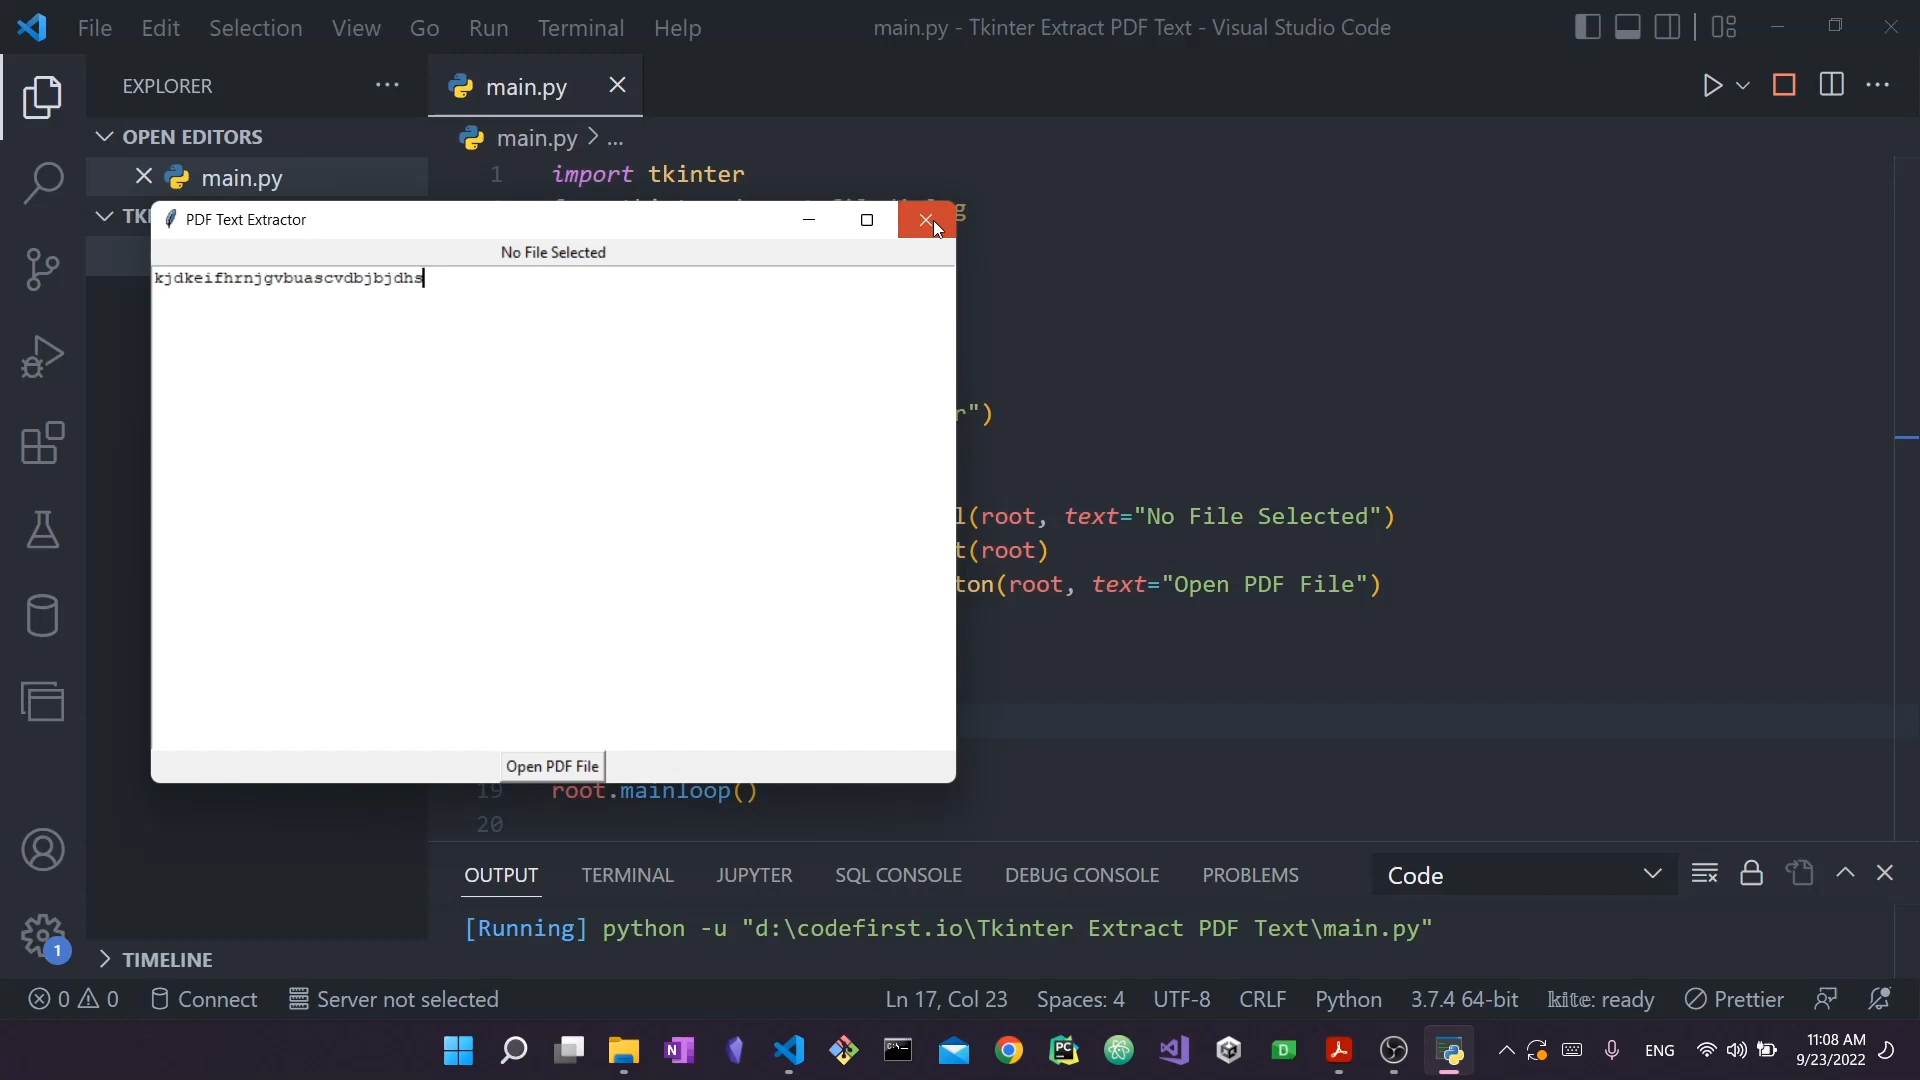 File Edit Selection View Go Run Terminal Help
main.py - Tkinter Extract PDF Text - Visual Studio Code
EXPLORER
main.py
OPEN EDITORS
main.py > ...
main.py
1 import tkinter
PDF Text Extractor
No File Selected
kjdkeifhrnjgvbuascvdbjbjdhs
r")
l(root, text="No File Selected")
t(root)
ton(root, text="Open PDF File")
Open PDF File
19 root.mainloop()
20
OUTPUT TERMINAL JUPYTER SQL CONSOLE DEBUG CONSOLE PROBLEMS
Code
[Running] python -u "d:\codefirst.io\Tkinter Extract PDF Text\main.py"
TIMELINE
1
0 0 Connect Server not selected
Ln 17, Col 23 Spaces: 4 UTF-8 CRLF Python 3.7.4 64-bit kite: ready Prettier
ENG
11:08 AM
9/23/2022